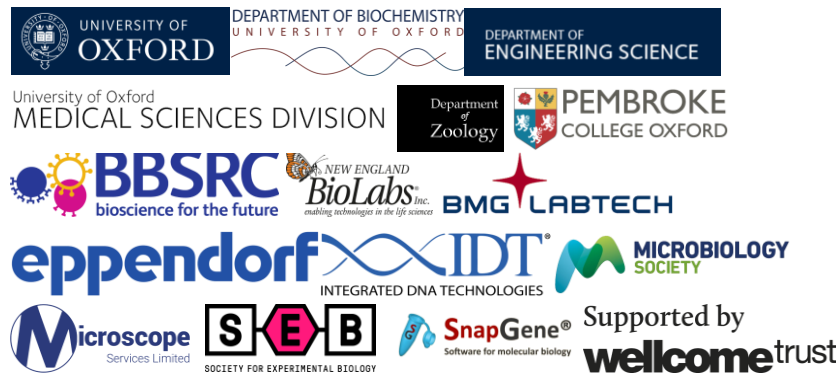 UNIVERSITY OF
OXFORD
DEPARTMENT OF BIOCHEMISTRY
UNIVERSITY OF OXFORD
DEPARTMENT OF
ENGINEERING SCIENCE
University of Oxford
MEDICAL SCIENCES DIVISION
Department
of
Zoology
PEMBROKE
COLLEGE OXFORD
BBSRC
bioscience for the future
NEW ENGLAND
BioLabs Inc.
enabling technologies in the life sciences
BMG LABTECH
eppendorf
IDT®
INTEGRATED DNA TECHNOLOGIES
MICROBIOLOGY
SOCIETY
Microscope
Services Limited
SEB
SOCIETY FOR EXPERIMENTAL BIOLOGY
SnapGene®
Software for molecular biology
Supported by
wellcometrust